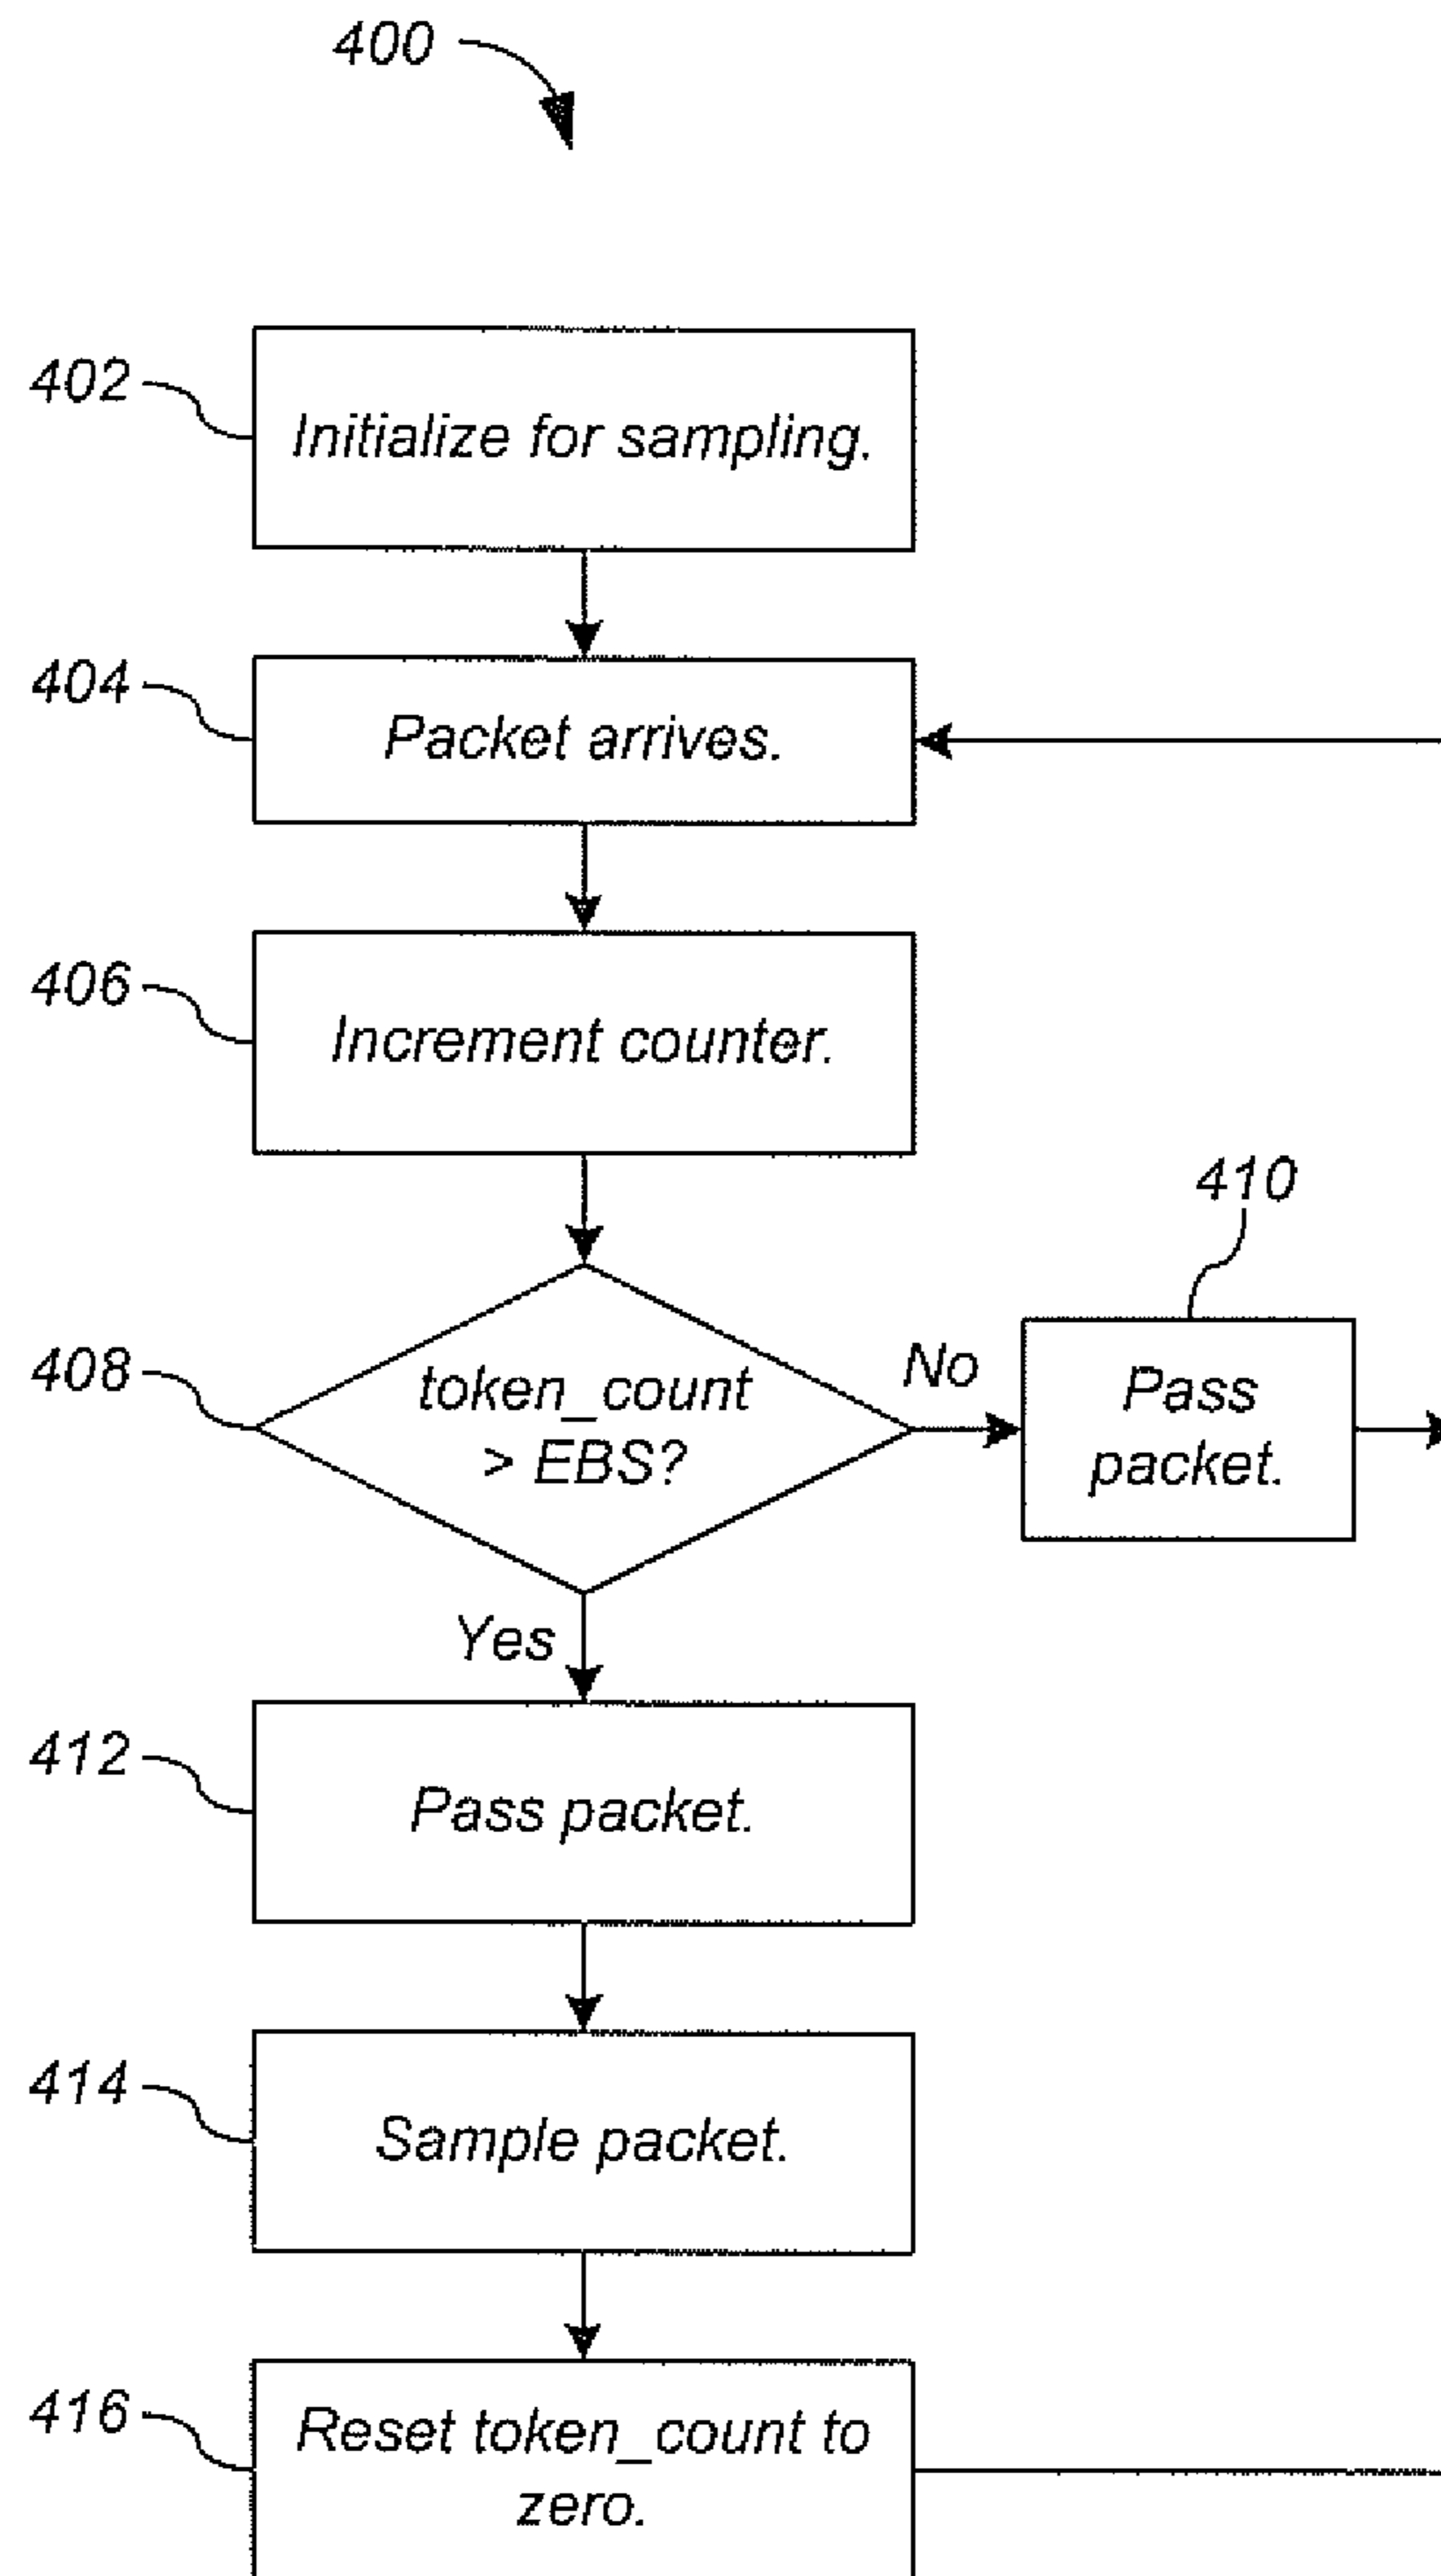 400
402
Initialize for sampling.
404
Packet arrives.
406
Increment counter.
410
408
token_count
> EBS?
No
Pass
packet.
Yes
412
Pass packet.
414
Sample packet.
416
Reset token_count to
zero.